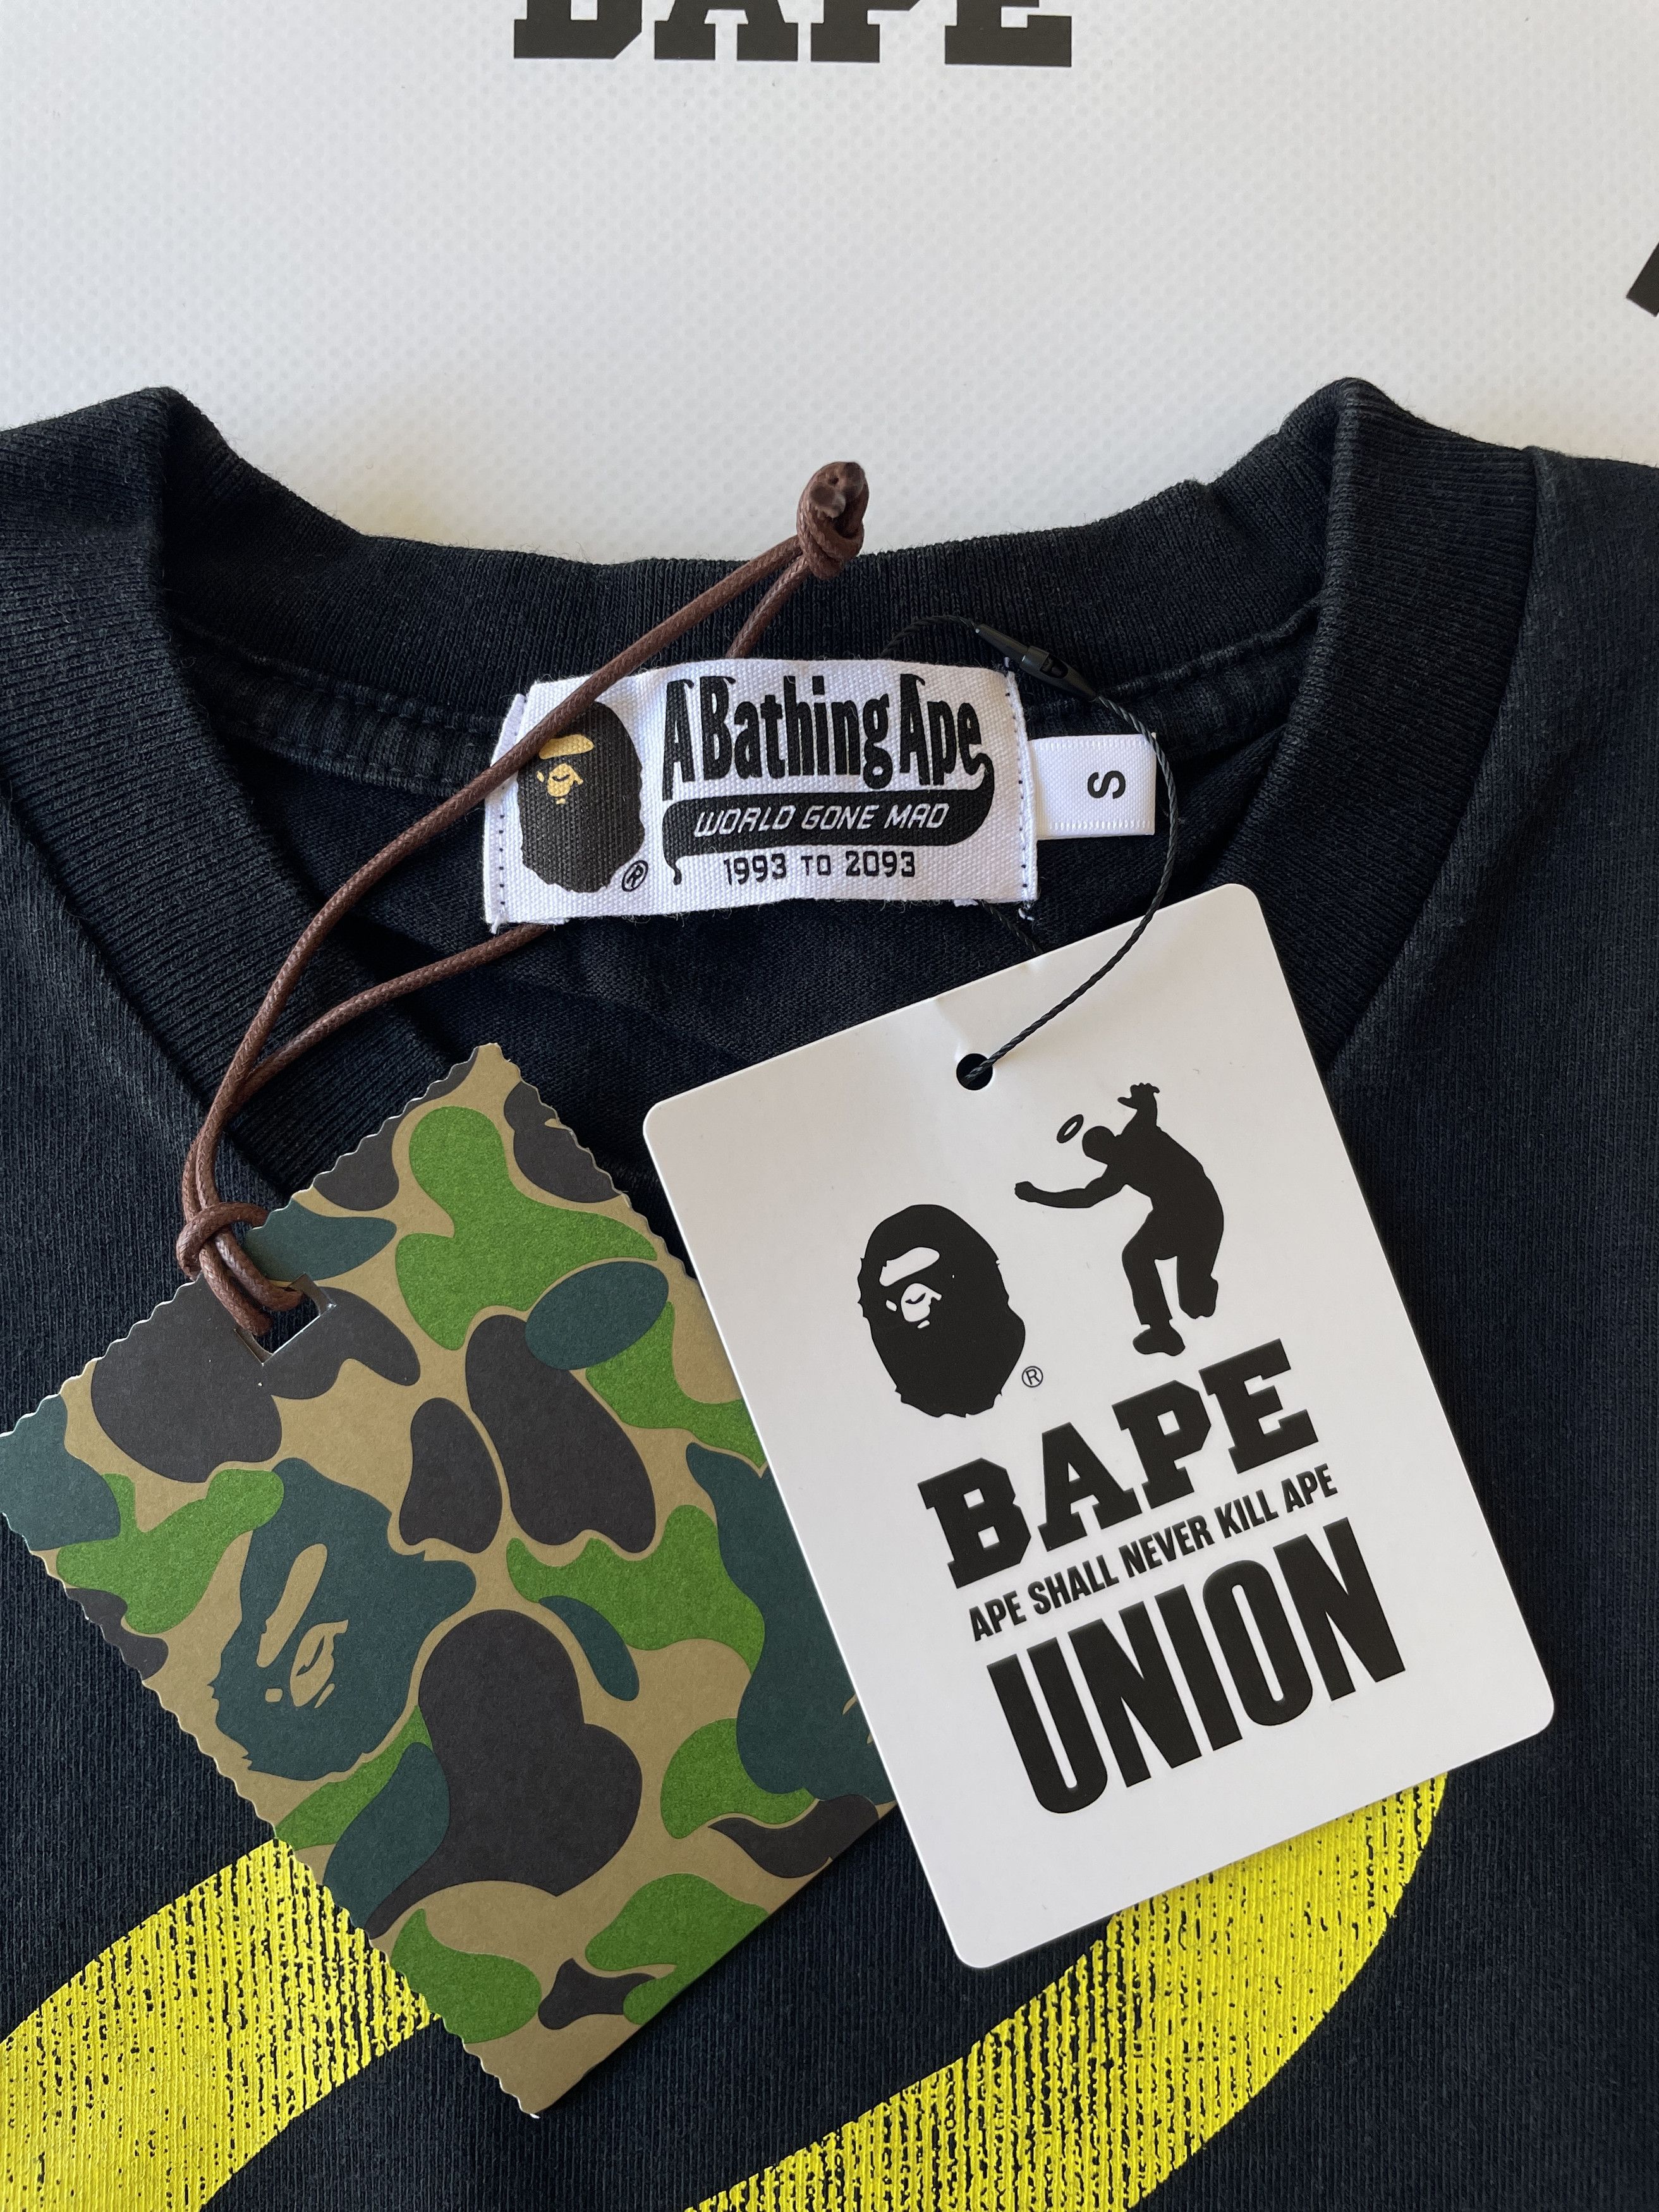 BAPE
A Bathing Ape
WORLD GONE MAD
1993 TO 2093
®
S
®
BAPE
APE SHALL NEVER KILL APE
UNION